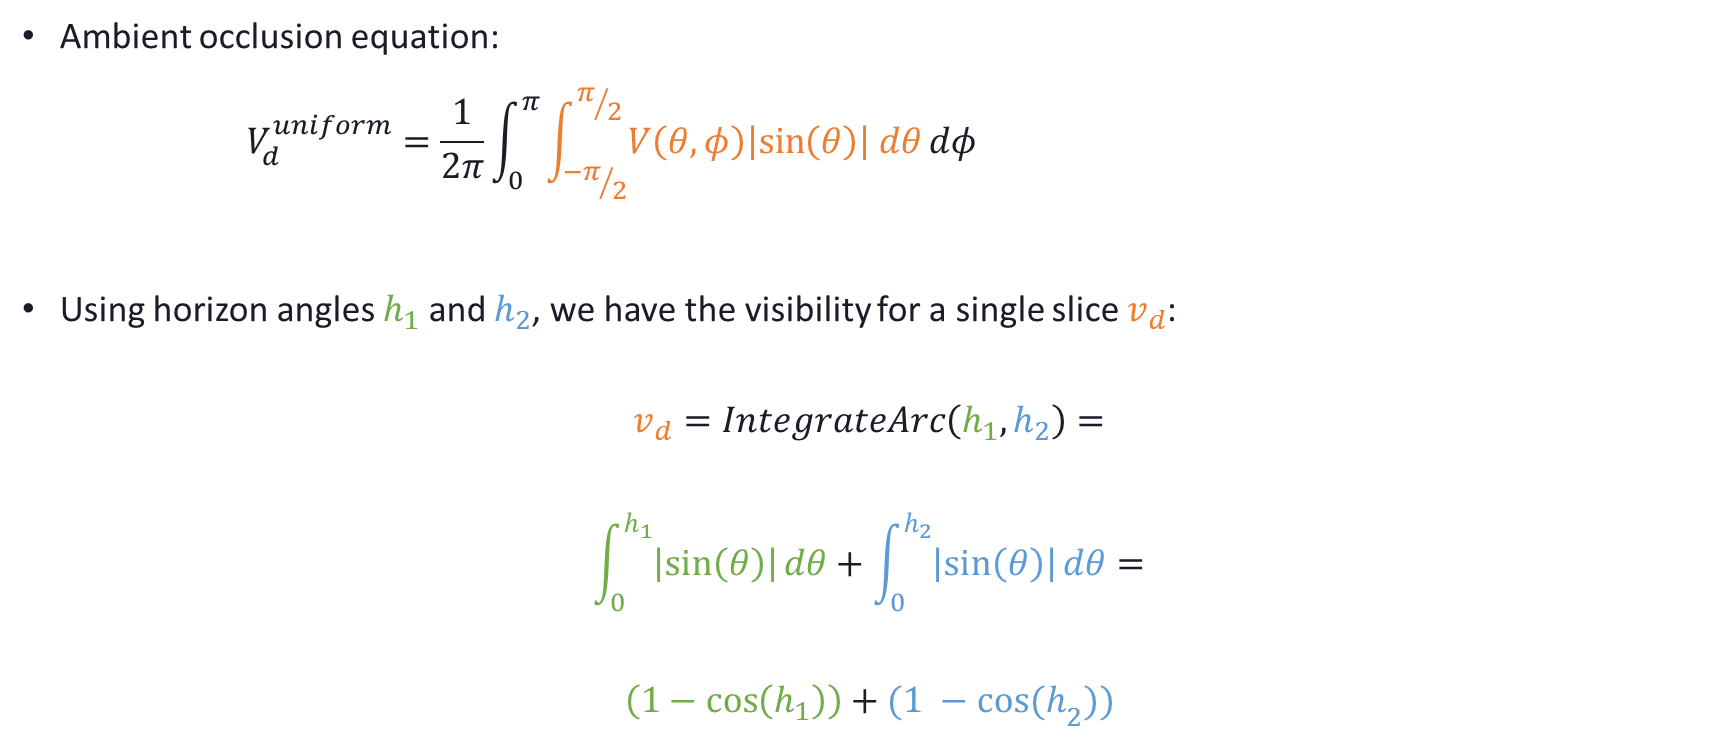 • Ambient occlusion equation:
V_d^{uniform} = \frac{1}{2π} ∫_0^π ∫_{-π/2}^{π/2} V(θ, ϕ)|sin(θ)| dθ dϕ
• Using horizon angles h_1 and h_2, we have the visibility for a single slice v_d:
v_d = IntegrateArc(h_1, h_2) =
∫_0^{h_1} |sin(θ)| dθ + ∫_0^{h_2} |sin(θ)| dθ =
(1 − cos(h_1)) + (1 − cos(h_2))